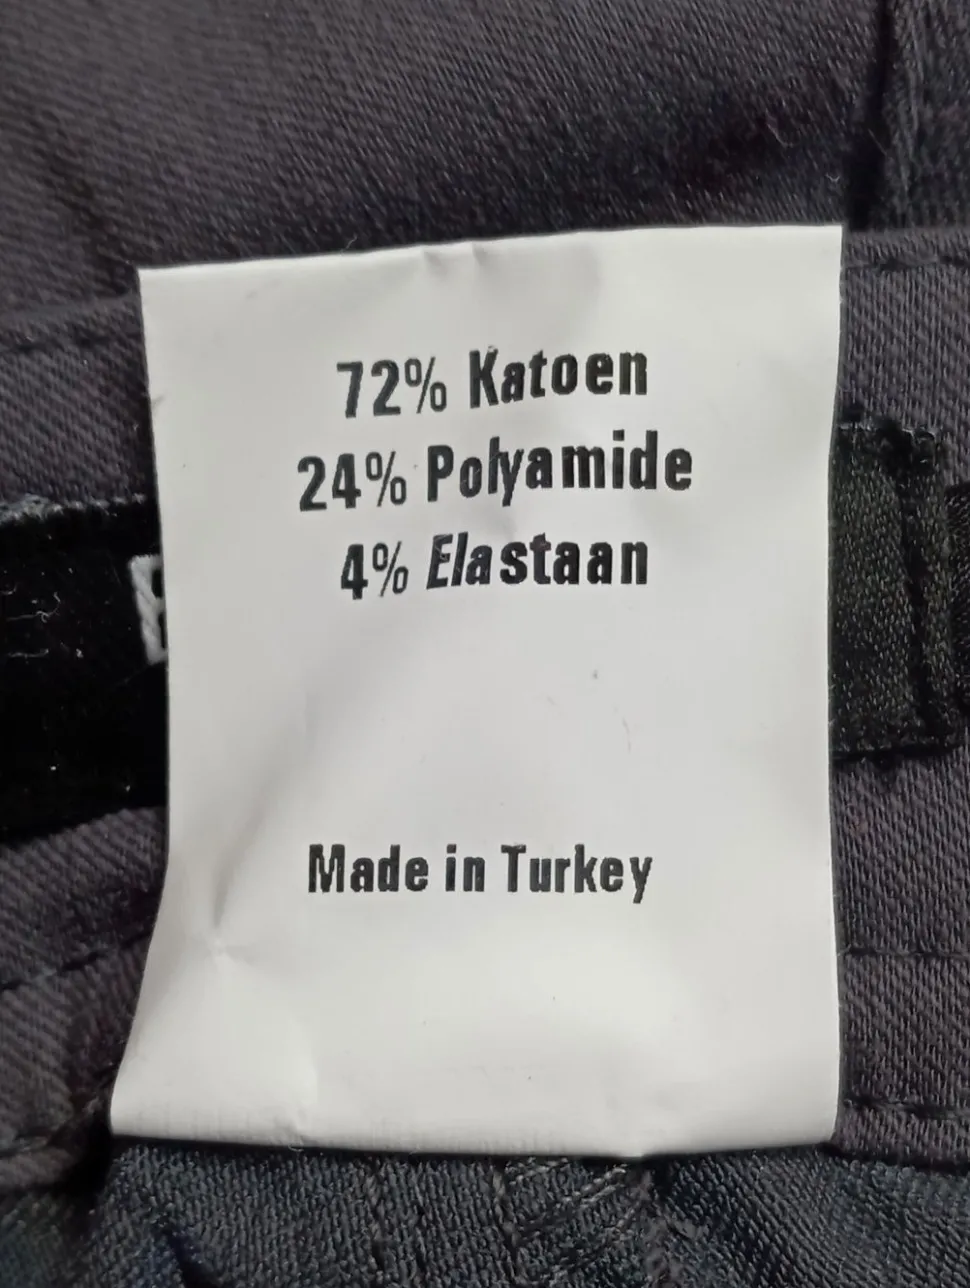 72% Katoen
24% Polyamide
4% Elastaan
Made in Turkey